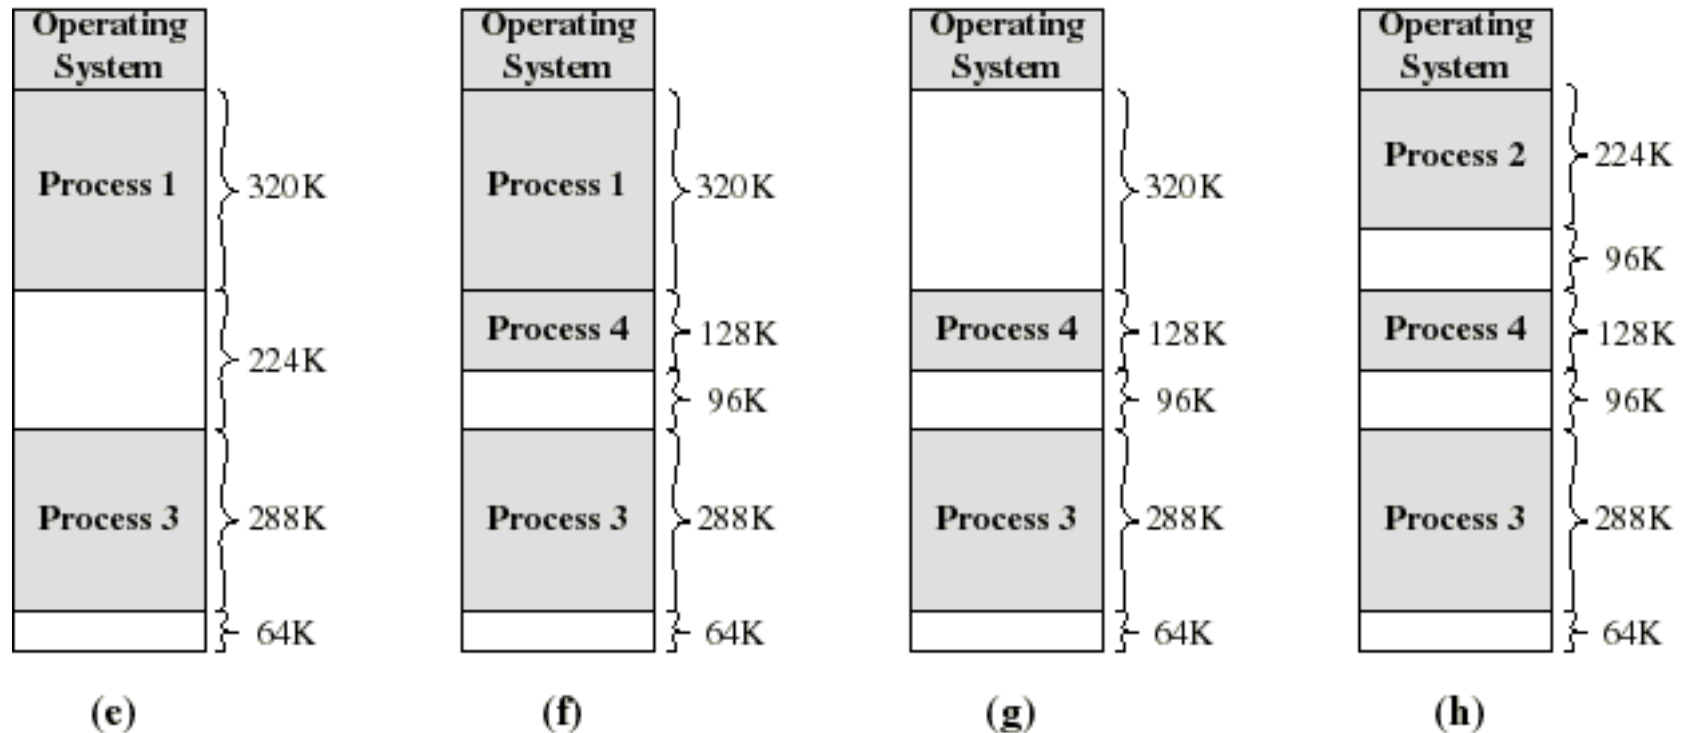 Operating
System
Process 1
320K
224K
Process 3
288K
64K
(e)
Operating
System
Process 1
320K
Process 4
128K
96K
Process 3
288K
64K
(f)
Operating
System
320K
Process 4
128K
96K
Process 3
288K
64K
(g)
Operating
System
Process 2
224K
96K
Process 4
128K
96K
Process 3
288K
64K
(h)